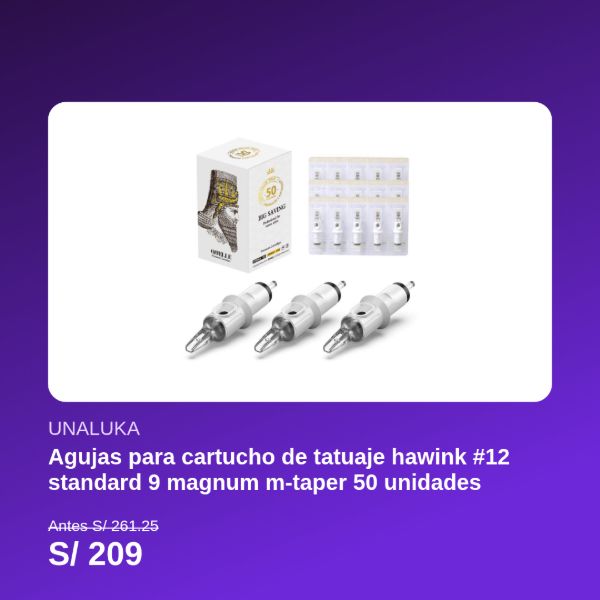 50
BIG SAVING
UNALUKA
Agujas para cartucho de tatuaje hawink #12
standard 9 magnum m-taper 50 unidades
Antes S/ 261.25
S/ 209